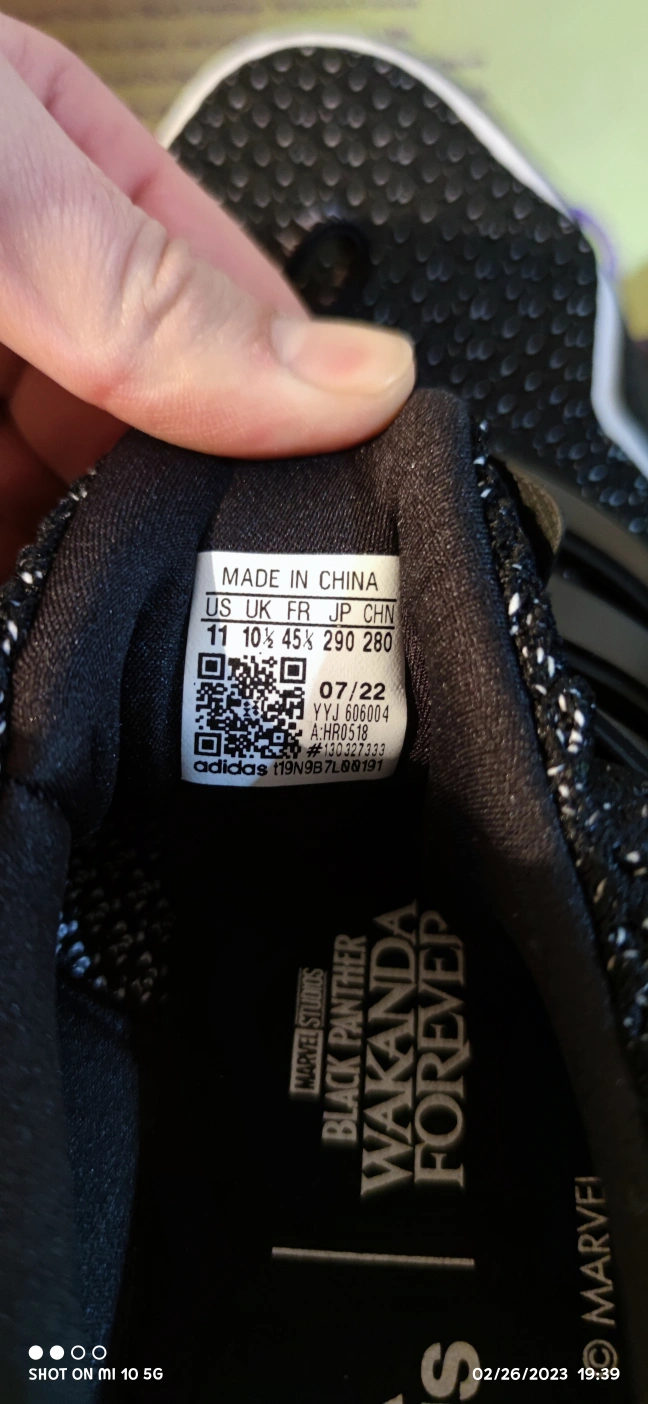 MADE IN CHINA
US UK FR JP CHN
11 10½ 45⅓ 290 280
07/22
YYJ 606004
A:HR0518
#130327333
adidas t19N9B7L00191
MARVEL STUDIOS
BLACK PANTHER
WAKANDA
FOREVER
© MARVEL
SHOT ON MI 10 5G
02/26/2023 19:39